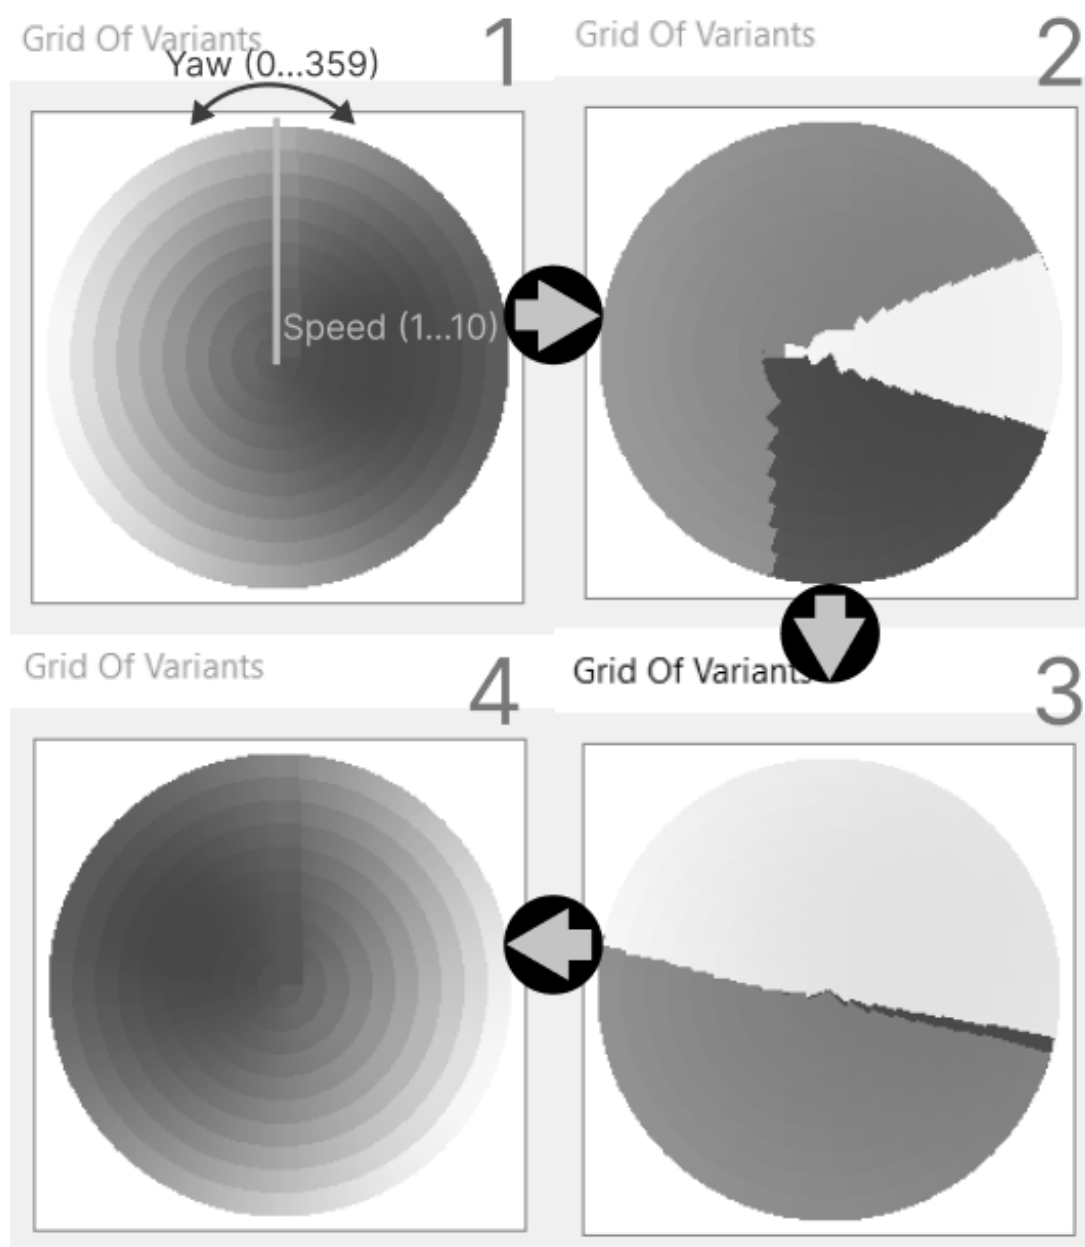 Grid Of Variants
1
Yaw (0...359)
Speed (1...10)
Grid Of Variants
2
Grid Of Variants
4
Grid Of Variants
3